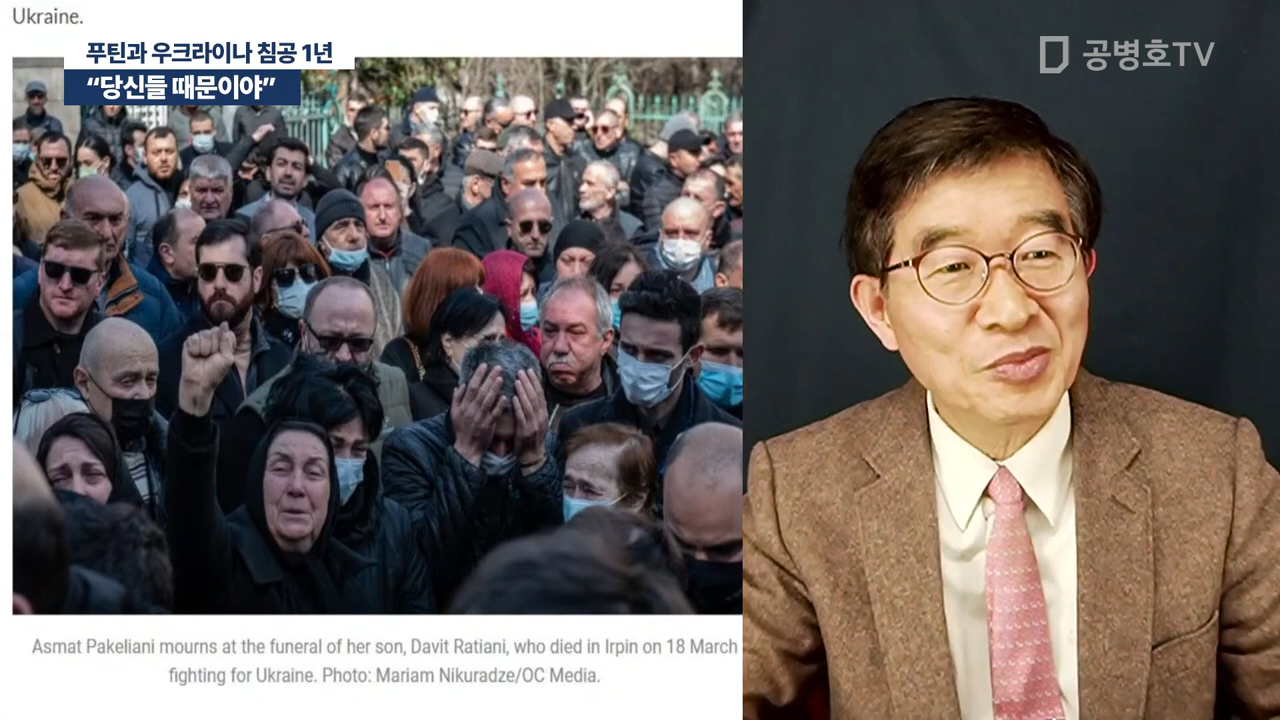 Ukraine.
푸틴과 우크라이나 침공 1년
“당신들 때문이야”
공병호TV
Asmat Pakeliani mourns at the funeral of her son, Davit Ratiani, who died in Irpin on 18 March
fighting for Ukraine. Photo: Mariam Nikuradze/OC Media.